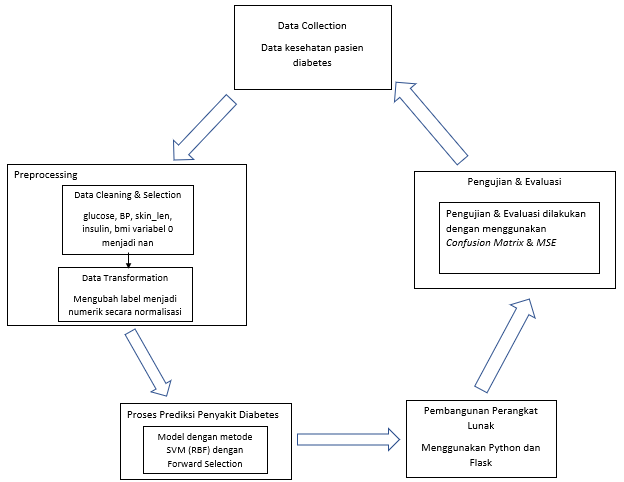 Data Collection
Data kesehatan pasien
diabetes
Preprocessing
Data Cleaning & Selection
glucose, BP, skin_len,
insulin, bmi variabel 0
menjadi nan
Data Transformation
Mengubah label menjadi
numerik secara normalisasi
Proses Prediksi Penyakit Diabetes
Model dengan metode
SVM (RBF) dengan
Forward Selection
Pembangunan Perangkat
Lunak
Menggunakan Python dan
Flask
Pengujian & Evaluasi
Pengujian & Evaluasi dilakukan
dengan menggunakan
Confusion Matrix & MSE